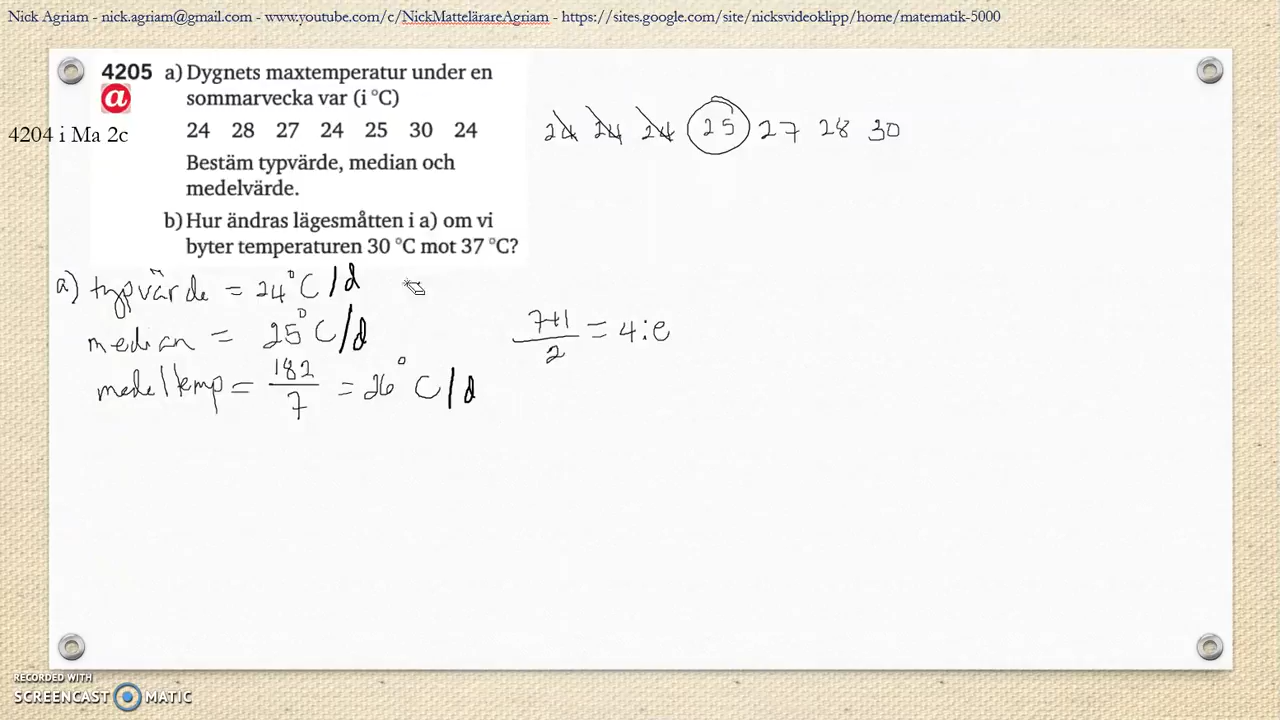 Nick Agriam - nick.agriam@gmail.com - www.youtube.com/c/NickMattelärareAgriam - https://sites.google.com/site/nicksvideoklipp/home/matematik-5000
4205 a) Dygnets maxtemperatur under en
sommarvecka var (i °C)
a
4204 i Ma 2c
24 28 27 24 25 30 24
24 24 24 25 27 28 30
Bestäm typvärde, median och
medelvärde.
b) Hur ändras lägesmåtten i a) om vi
byter temperaturen 30 °C mot 37 °C?
a) typvärde = 24°C/d
median = 25°C/d
7+1/2 = 4:e
medeltemp = 182/7 = 26°C/d
RECORDED WITH
SCREENCAST MATIC